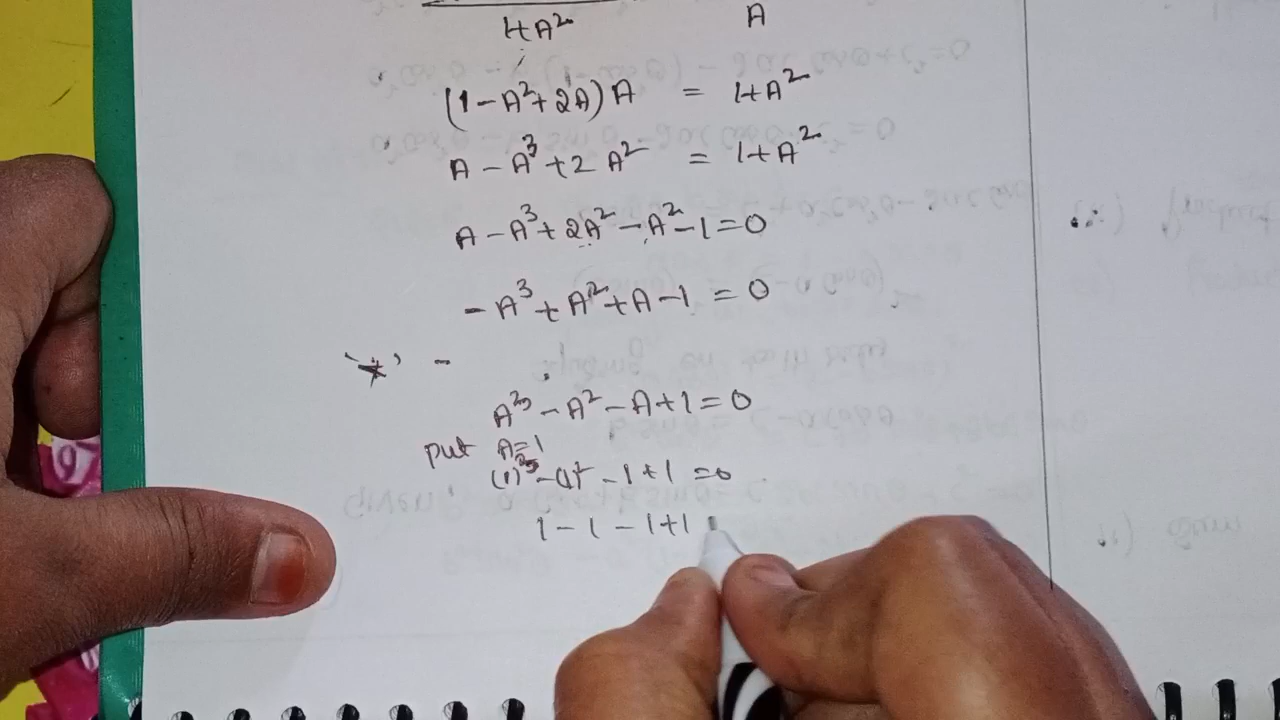 1+A² A
(1-A²+2A)A = 1+A²
A-A³+2A² = 1+A²
A-A³+2A²-A²-1=0
-A³+A²+A-1=0
'x' -
A³-A²-A+1=0
put A=1
(1)³-(1)²-1+1=0
1-1-1+1